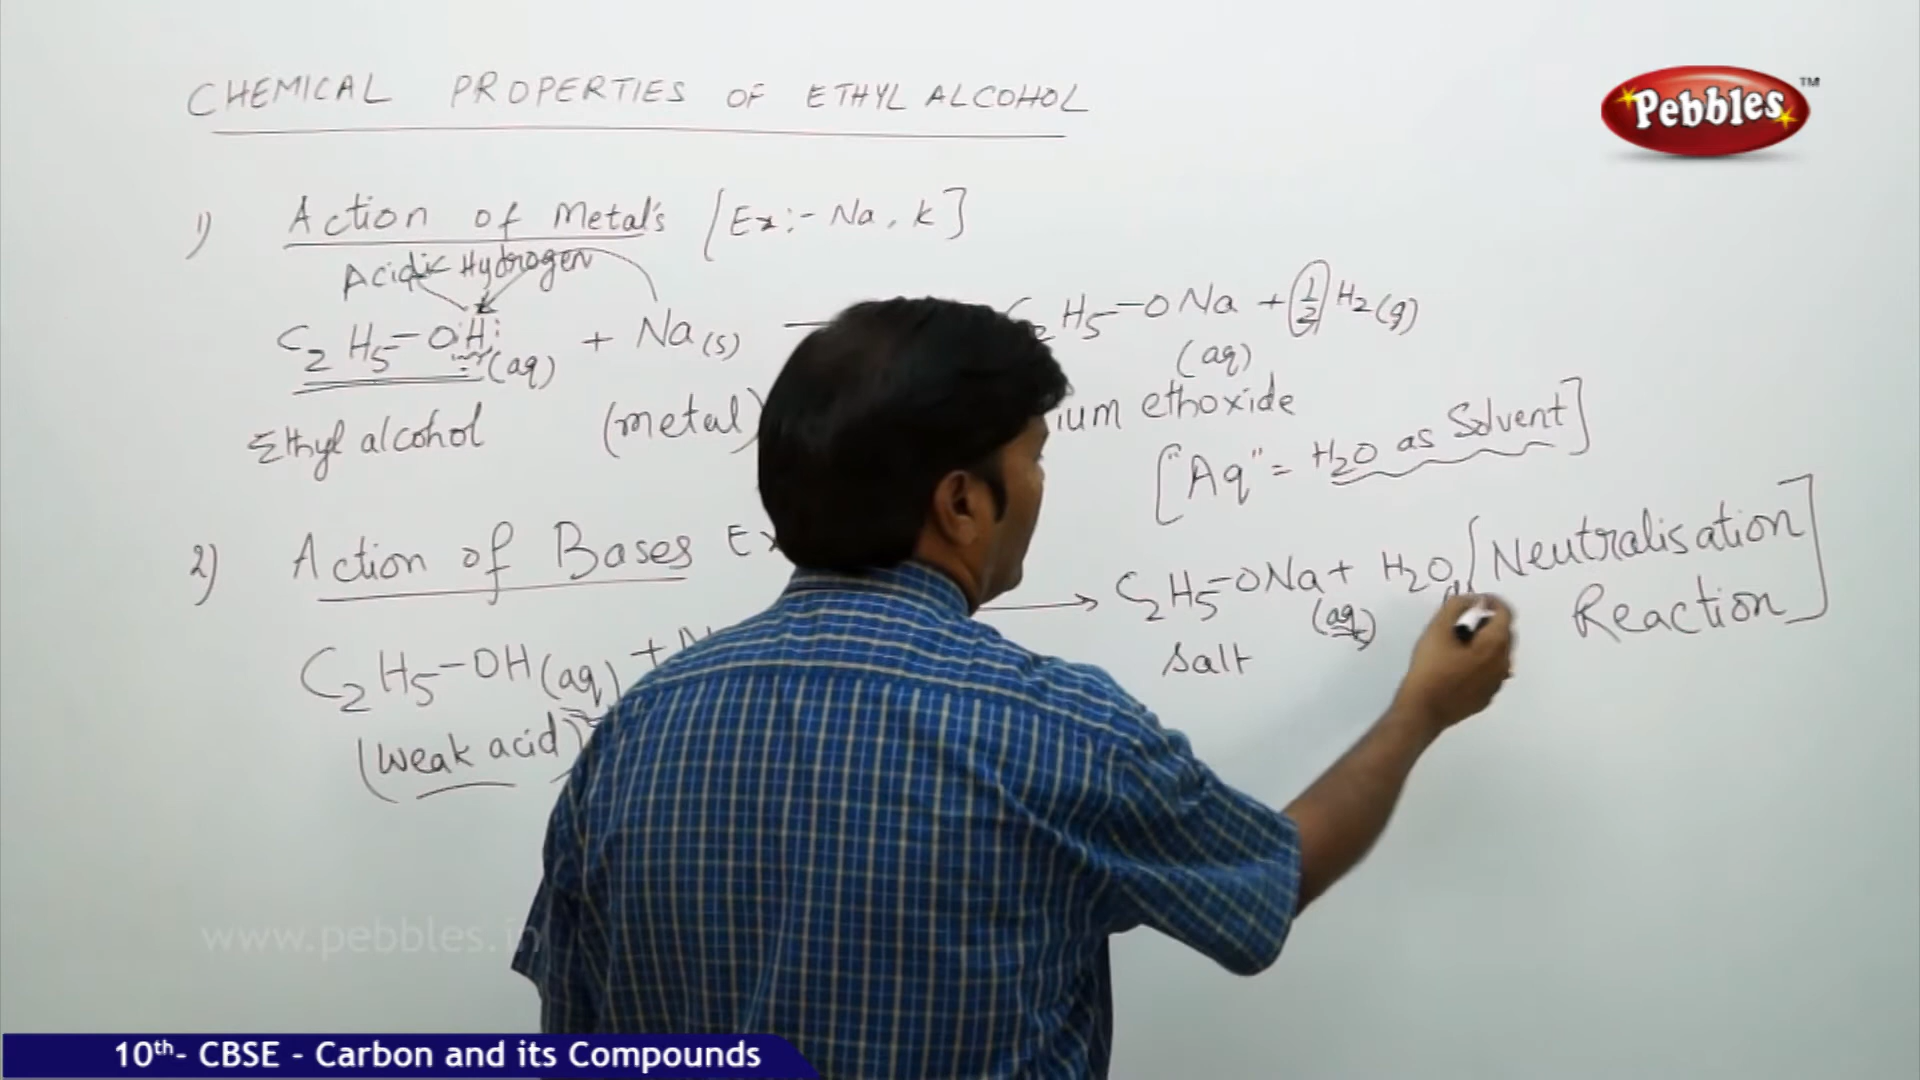 CHEMICAL PROPERTIES OF ETHYL ALCOHOL
Pebbles™
1) Action of Metal's [Ex:- Na, K]
Acidic Hydrogen
C2H5-OH(aq) + Na(s) H5-ONa + 1/2 H2(g)
(aq)
Ethyl alcohol (metal) ium ethoxide
["Aq" = H2O as Solvent]
2) Action of Bases Ex
C2H5-OH(aq) + → C2H5-ONa + H2O [Neutralisation
(aq)
Reaction]
(weak acid) Salt
www.pebbles.in
10th- CBSE - Carbon and its Compounds